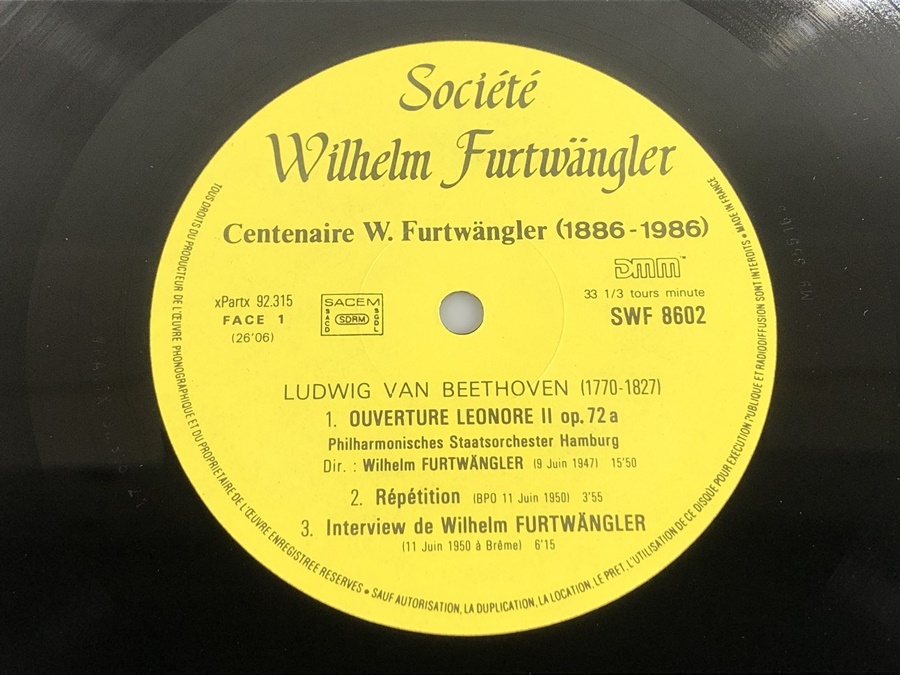 Société
Wilhelm Furtwängler
Centenaire W. Furtwängler (1886-1986)
DMM™
xPartx 92.315
FACE 1
(26'06)
SACEM
SACD
SDRM
SGDL
33 1/3 tours minute
SWF 8602
LUDWIG VAN BEETHOVEN (1770-1827)
1. OUVERTURE LEONORE II op. 72 a
Philharmonisches Staatsorchester Hamburg
Dir. : Wilhelm FURTWÄNGLER (9 Juin 1947) 15'50
2. Répétition (BPO 11 Juin 1950) 3'55
3. Interview de Wilhelm FURTWÄNGLER
(11 Juin 1950 à Brême) 6'15
TOUS DROITS DU PRODUCTEUR DE L'ŒUVRE PHONOGRAPHIQUE ET DU PROPRIETAIRE DE L'ŒUVRE ENREGISTREE RESERVES • SAUF AUTORISATION, LA DUPLICATION, LA LOCATION, LE PRET, L'UTILISATION DE CE DISQUE POUR EXECUTION PUBLIQUE ET RADIODIFFUSION SONT INTERDITS • MADE IN FRANCE